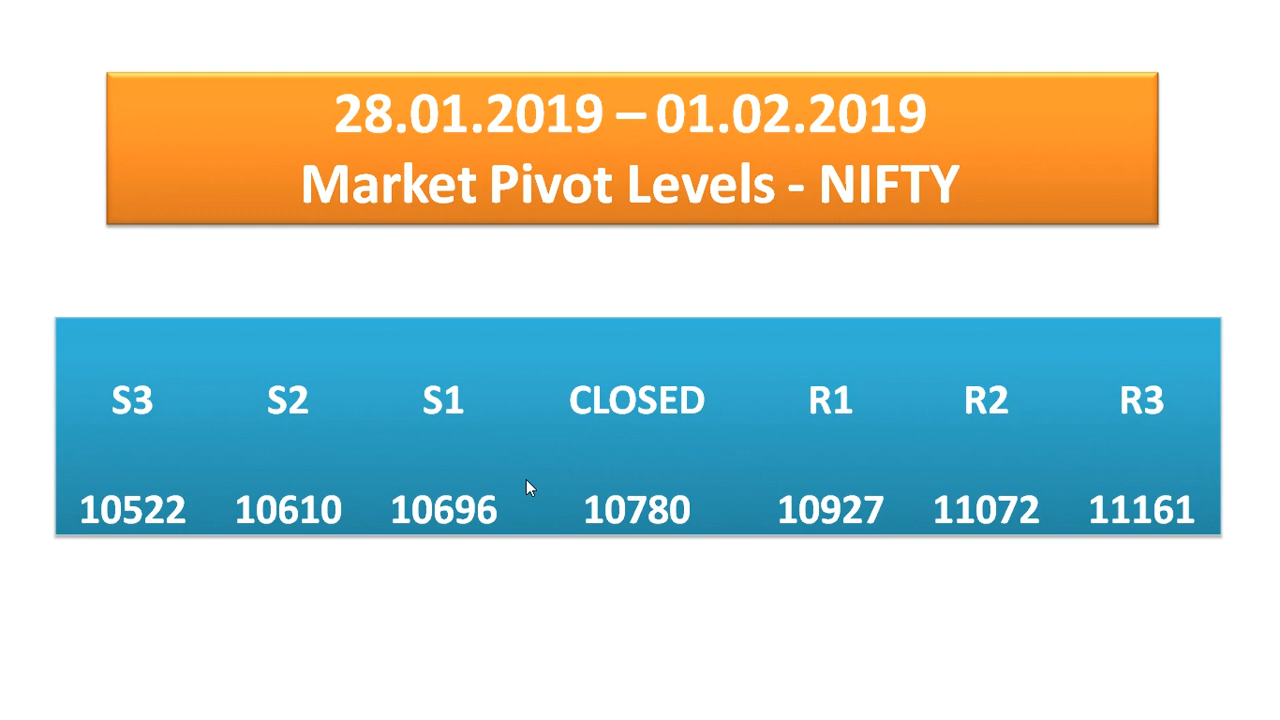 28.01.2019 – 01.02.2019
Market Pivot Levels - NIFTY
S3 S2 S1 CLOSED R1 R2 R3
10522 10610 10696 10780 10927 11072 11161